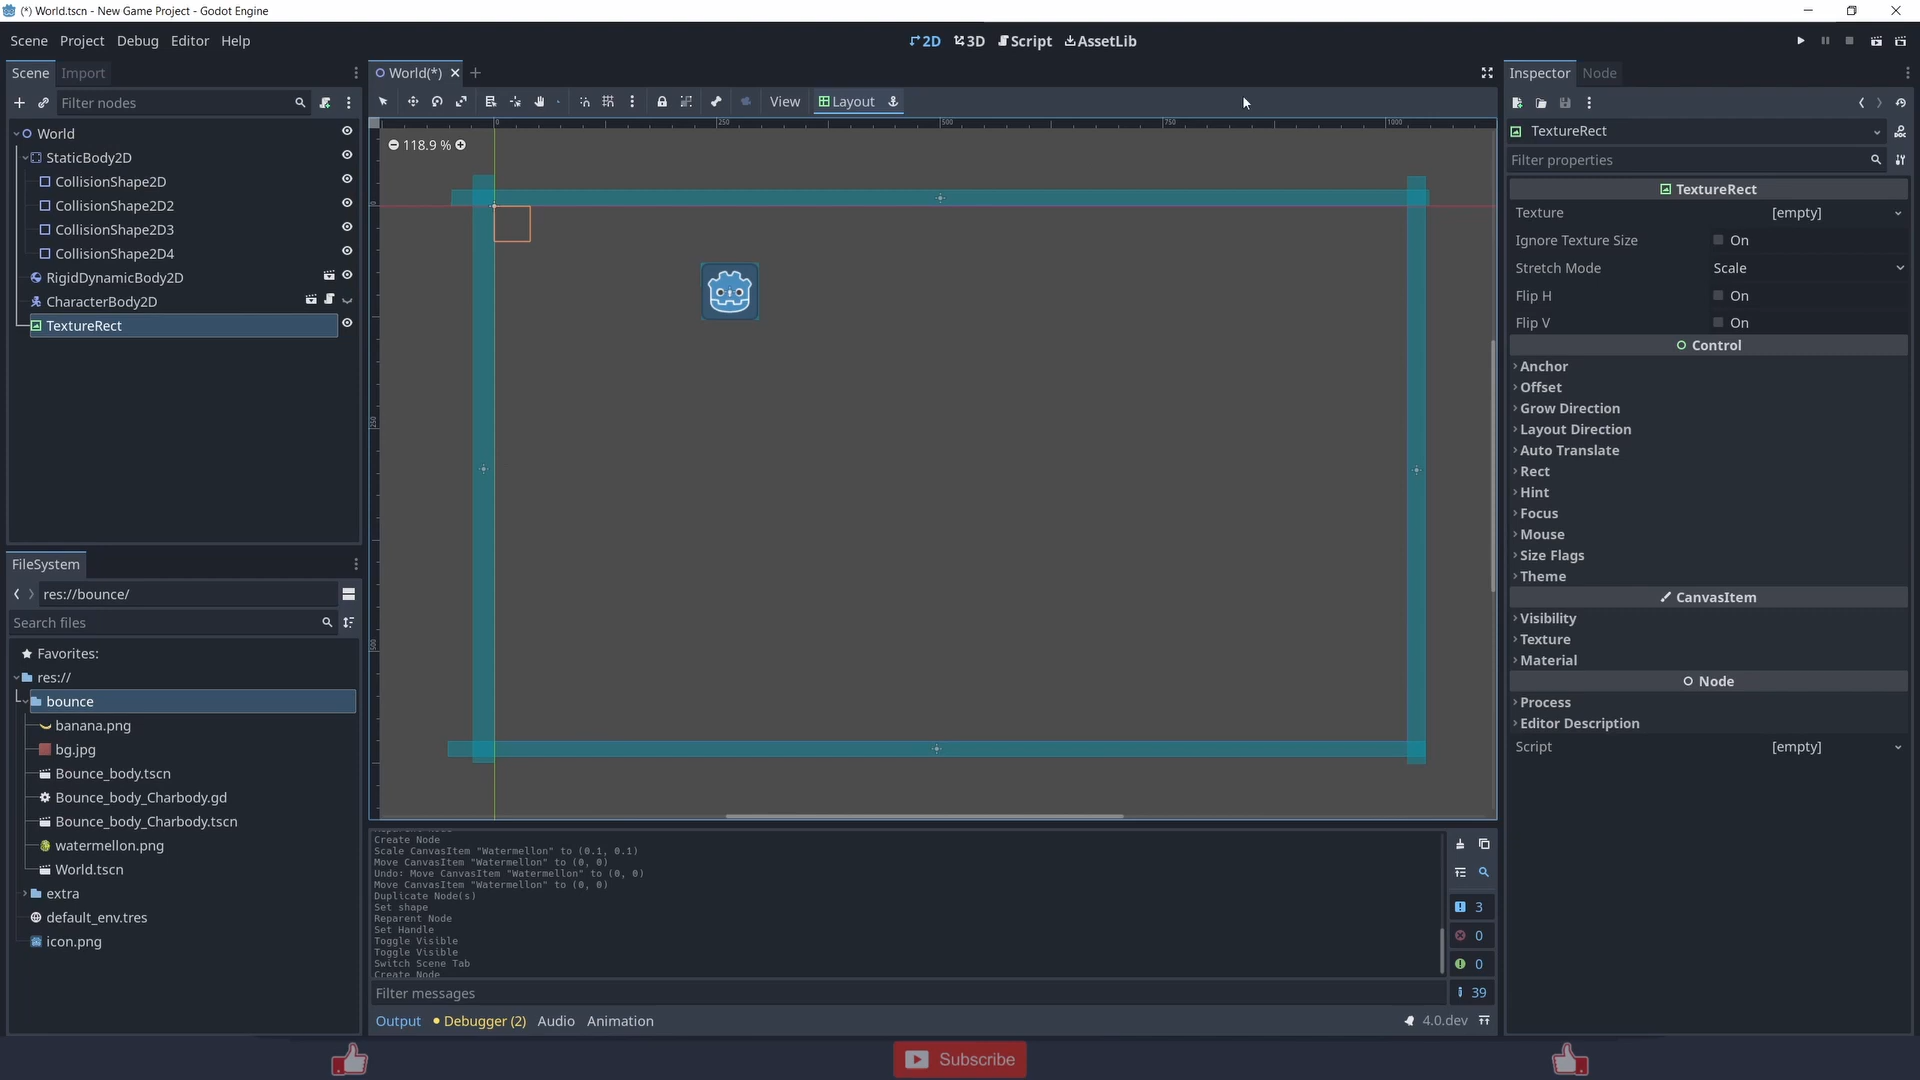 (*) World.tscn - New Game Project - Godot Engine
Scene Project Debug Editor Help
2D 3D Script AssetLib
Scene Import
Filter nodes
World
StaticBody2D
CollisionShape2D
CollisionShape2D2
CollisionShape2D3
CollisionShape2D4
RigidDynamicBody2D
CharacterBody2D
TextureRect
FileSystem
res://bounce/
Search files
Favorites:
res://
bounce
banana.png
bg.jpg
Bounce_body.tscn
Bounce_body_Charbody.gd
Bounce_body_Charbody.tscn
watermellon.png
World.tscn
extra
default_env.tres
icon.png
World(*)
View Layout
0 250 500 750 1000
118.9 %
0
250
500
Create Node
Scale CanvasItem "Watermellon" to (0.1, 0.1)
Move CanvasItem "Watermellon" to (0, 0)
Undo: Move CanvasItem "Watermellon" to (0, 0)
Move CanvasItem "Watermellon" to (0, 0)
Duplicate Node(s)
Set shape
Reparent Node
Set Handle
Toggle Visible
Toggle Visible
Switch Scene Tab
Create Node
3
0
0
39
Filter messages
Output Debugger (2) Audio Animation
4.0.dev
Inspector Node
TextureRect
Filter properties
TextureRect
Texture [empty]
Ignore Texture Size On
Stretch Mode Scale
Flip H On
Flip V On
Control
Anchor
Offset
Grow Direction
Layout Direction
Auto Translate
Rect
Hint
Focus
Mouse
Size Flags
Theme
CanvasItem
Visibility
Texture
Material
Node
Process
Editor Description
Script [empty]
Subscribe